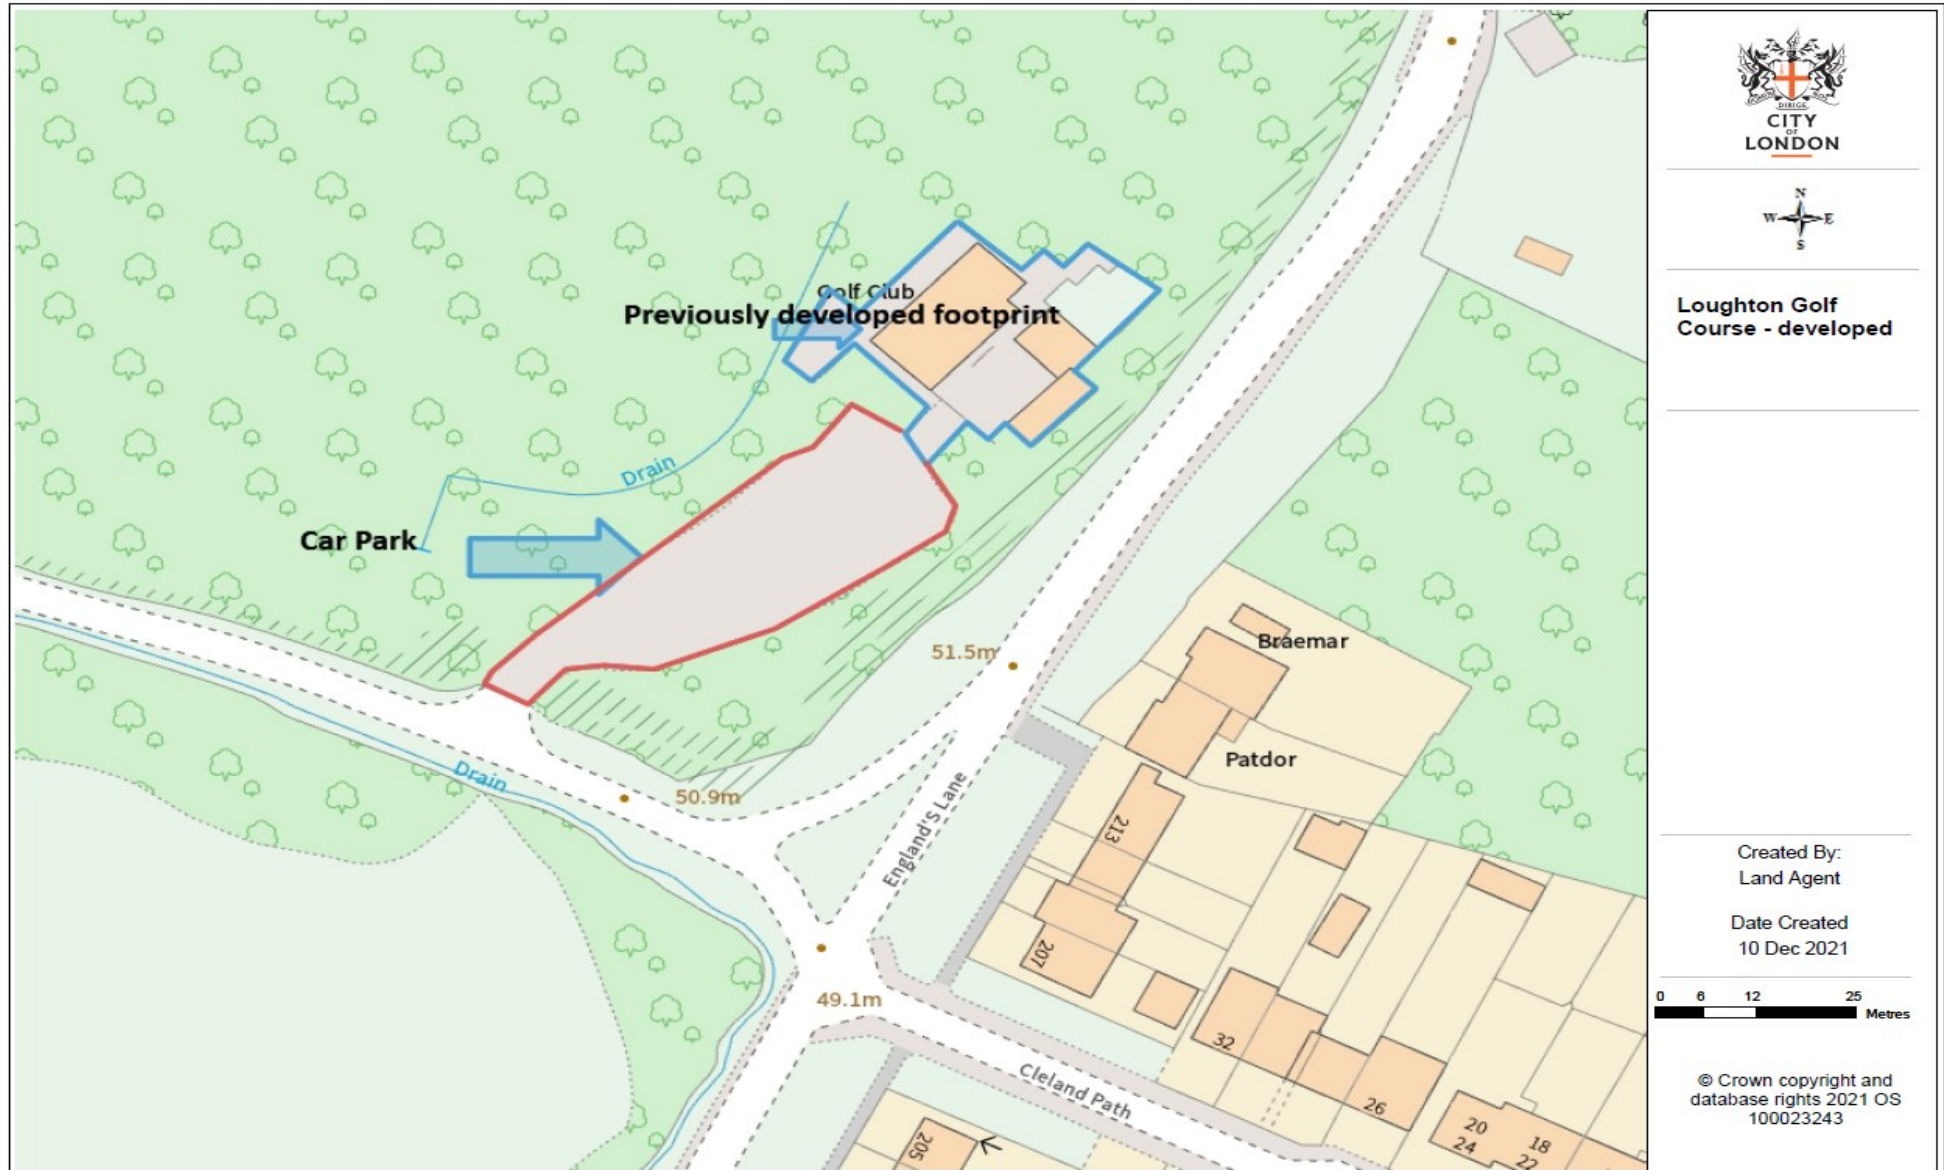 Golf Club
Previously developed footprint
Drain
Car Park
Braemar
51.5m
Patdor
Drain
50.9m
England'S Lane
213
207
49.1m
32
Cleland Path
26
20
24
18
22
205
DIRIGE
CITY
OF
LONDON
N
W
E
S
Loughton Golf
Course - developed
Created By:
Land Agent
Date Created
10 Dec 2021
0 6 12 25
Metres
© Crown copyright and
database rights 2021 OS
100023243